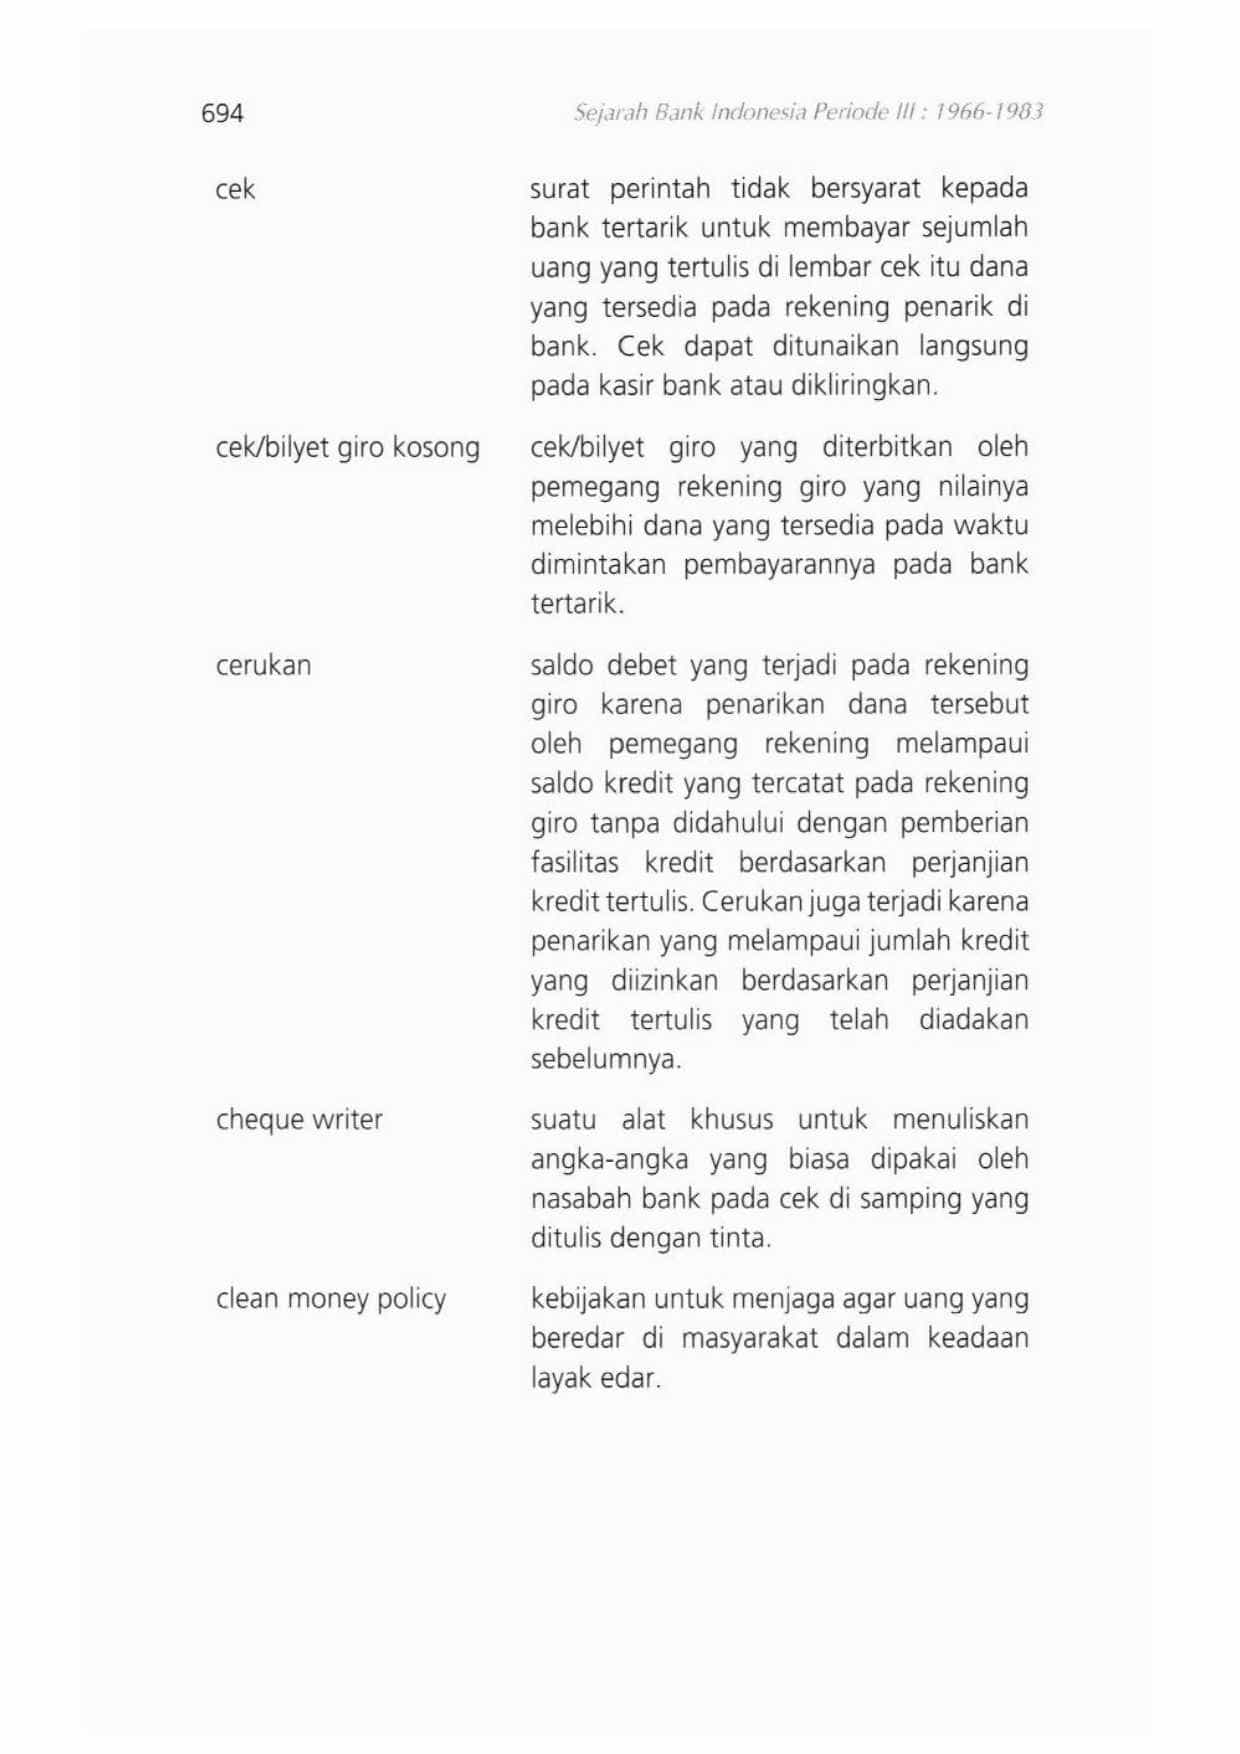 694
Sejarah Bank Indonesia Periode III : 1966-1983
cek
surat perintah tidak bersyarat kepada
bank tertarik untuk membayar sejumlah
uang yang tertulis di lembar cek itu dana
yang tersedia pada rekening penarik di
bank. Cek dapat ditunaikan langsung
pada kasir bank atau dikliringkan.
cek/bilyet giro kosong
cek/bilyet giro yang diterbitkan oleh
pemegang rekening giro yang nilainya
melebihi dana yang tersedia pada waktu
dimintakan pembayarannya pada bank
tertarik.
cerukan
saldo debet yang terjadi pada rekening
giro karena penarikan dana tersebut
oleh pemegang rekening melampaui
saldo kredit yang tercatat pada rekening
giro tanpa didahului dengan pemberian
fasilitas kredit berdasarkan perjanjian
kredit tertulis. Cerukan juga terjadi karena
penarikan yang melampaui jumlah kredit
yang diizinkan berdasarkan perjanjian
kredit tertulis yang telah diadakan
sebelumnya.
cheque writer
suatu alat khusus untuk menuliskan
angka-angka yang biasa dipakai oleh
nasabah bank pada cek di samping yang
ditulis dengan tinta.
clean money policy
kebijakan untuk menjaga agar uang yang
beredar di masyarakat dalam keadaan
layak edar.